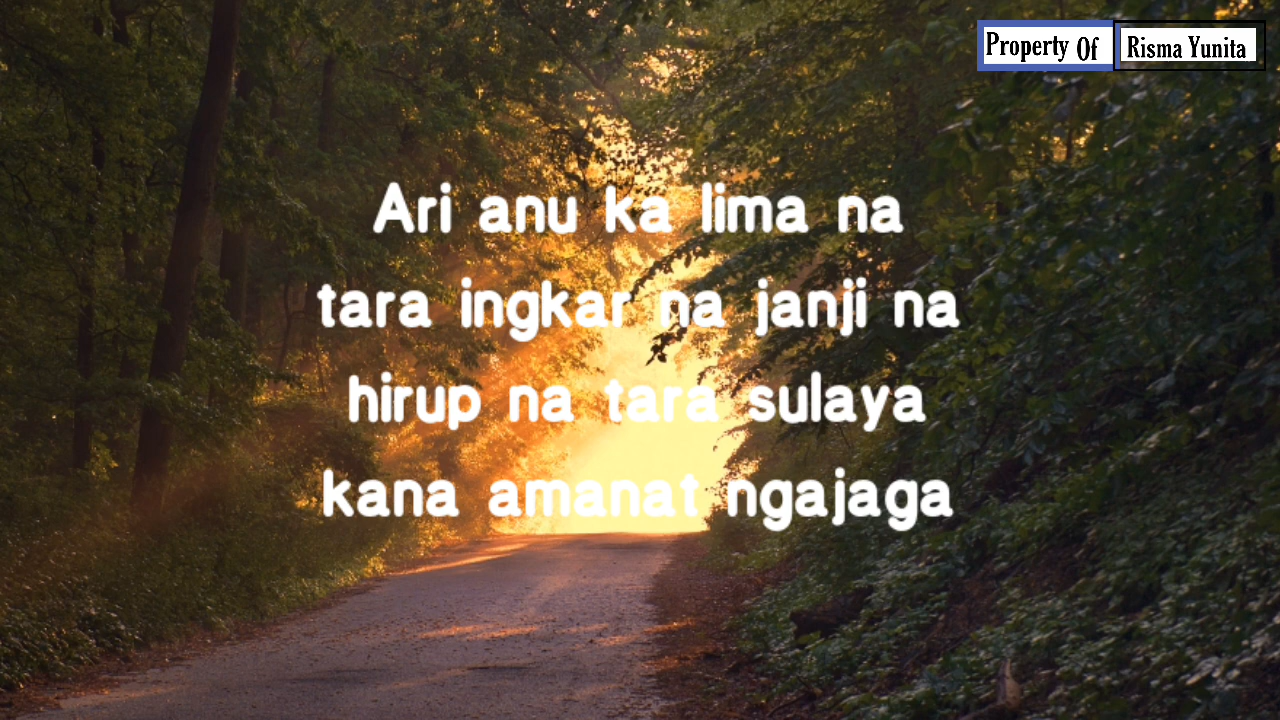 Property Of Risma Yunita
Ari anu ka lima na
tara ingkar na janji na
hirup na tara sulaya
kana amanat ngajaga